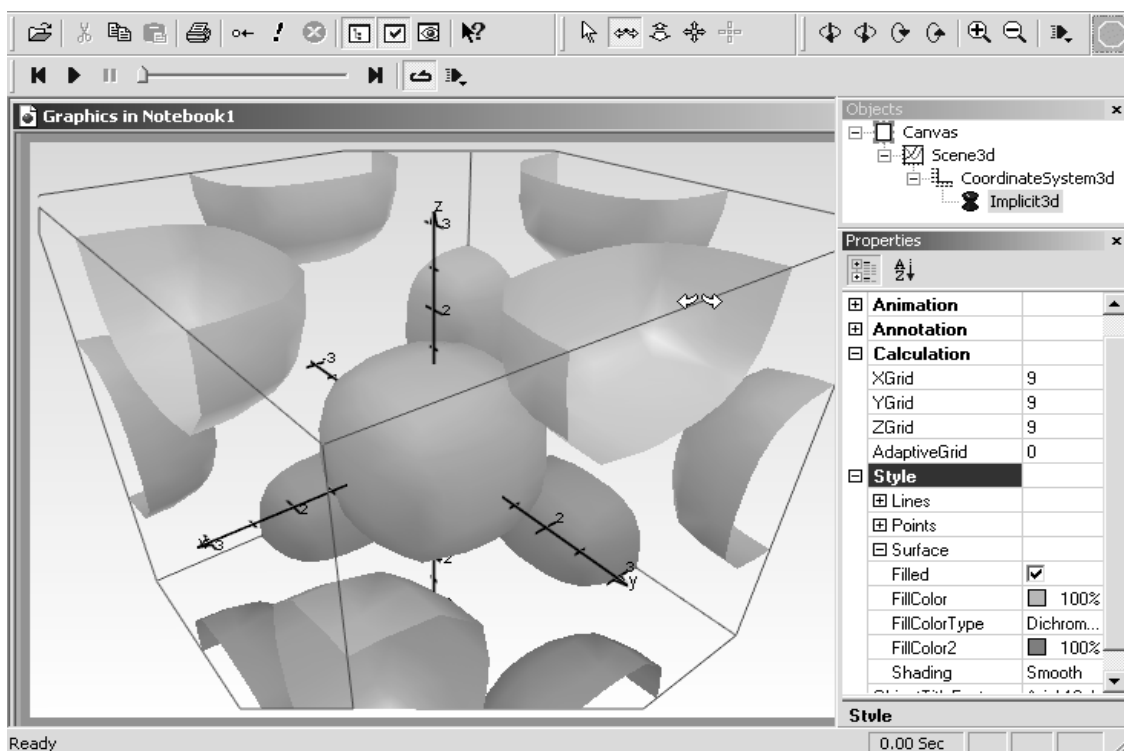 Graphics in Notebook1
z
3
2
3
2
3
2
2
3
y
Objects
Canvas
Scene3d
CoordinateSystem3d
Implicit3d
Properties
A
Z
Animation
Annotation
Calculation
XGrid 9
YGrid 9
ZGrid 9
AdaptiveGrid 0
Style
Lines
Points
Surface
Filled
FillColor 100%
FillColorType Dichrom...
FillColor2 100%
Shading Smooth
Style
Ready
0.00 Sec